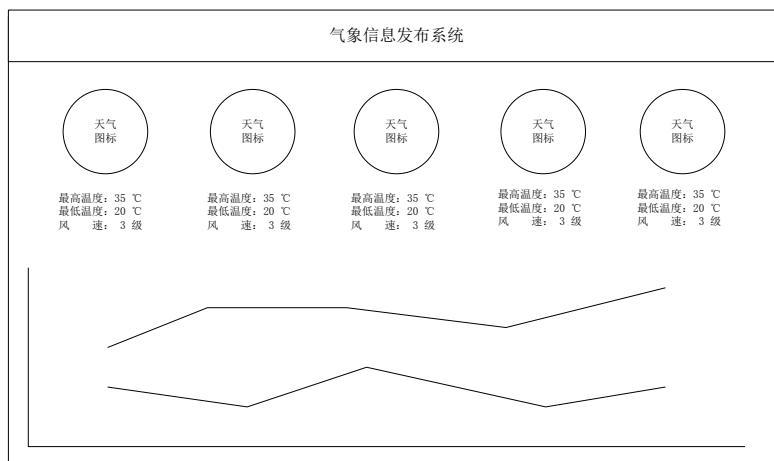 气象信息发布系统
天气
图标
天气
图标
天气
图标
天气
图标
天气
图标
最高温度：35 ℃
最低温度：20 ℃
风　　速： 3 级
最高温度：35 ℃
最低温度：20 ℃
风　　速： 3 级
最高温度：35 ℃
最低温度：20 ℃
风　　速： 3 级
最高温度：35 ℃
最低温度：20 ℃
风　　速： 3 级
最高温度：35 ℃
最低温度：20 ℃
风　　速： 3 级